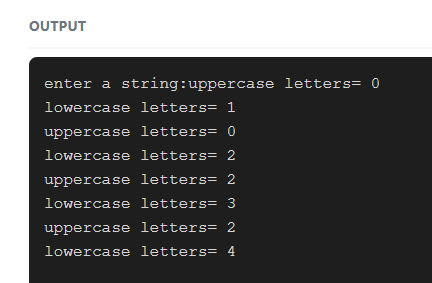 OUTPUT
enter a string:uppercase letters= 0
lowercase letters= 1
uppercase letters= 0
lowercase letters= 2
uppercase letters= 2
lowercase letters= 3
uppercase letters= 2
lowercase letters= 4